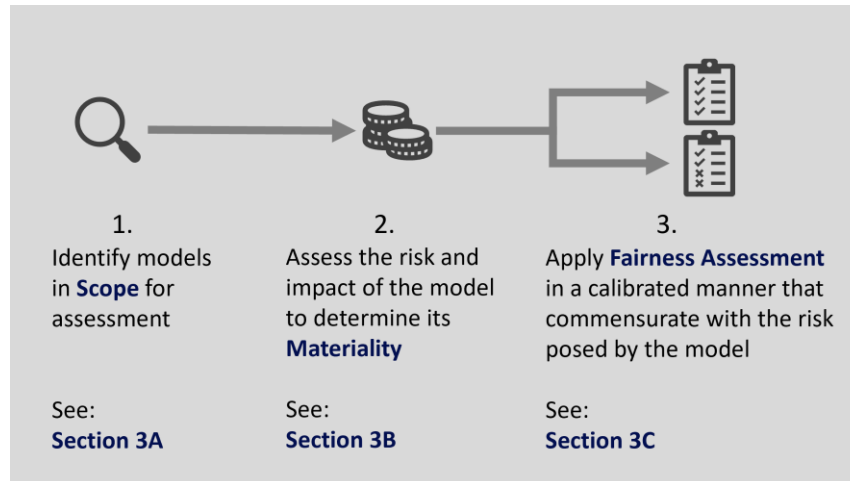 1.
Identify models
in Scope for
assessment
See:
Section 3A
2.
Assess the risk and
impact of the model
to determine its
Materiality
See:
Section 3B
3.
Apply Fairness Assessment
in a calibrated manner that
commensurate with the risk
posed by the model
See:
Section 3C